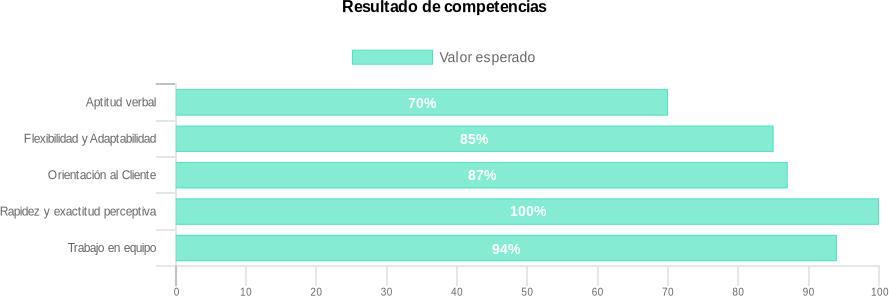 Resultado de competencias
Valor esperado
Aptitud verbal 70%
Flexibilidad y Adaptabilidad 85%
Orientación al Cliente 87%
Rapidez y exactitud perceptiva 100%
Trabajo en equipo 94%
0 10 20 30 40 50 60 70 80 90 100